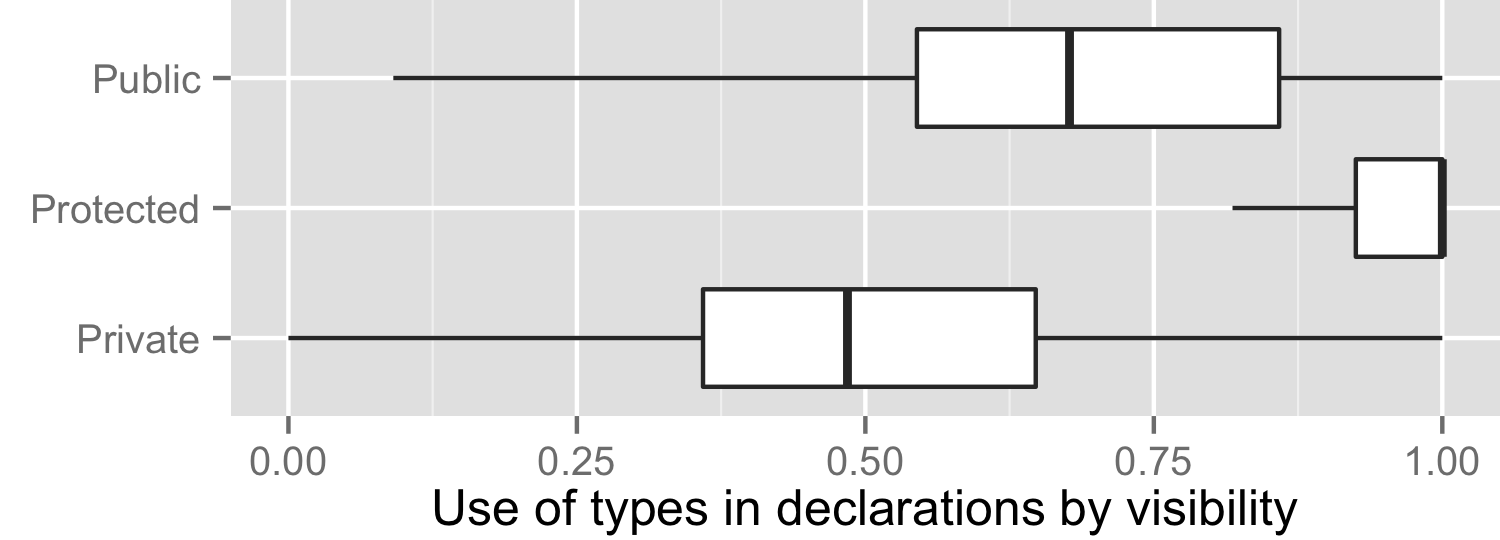 Public
Protected
Private
0.00 0.25 0.50 0.75 1.00
Use of types in declarations by visibility